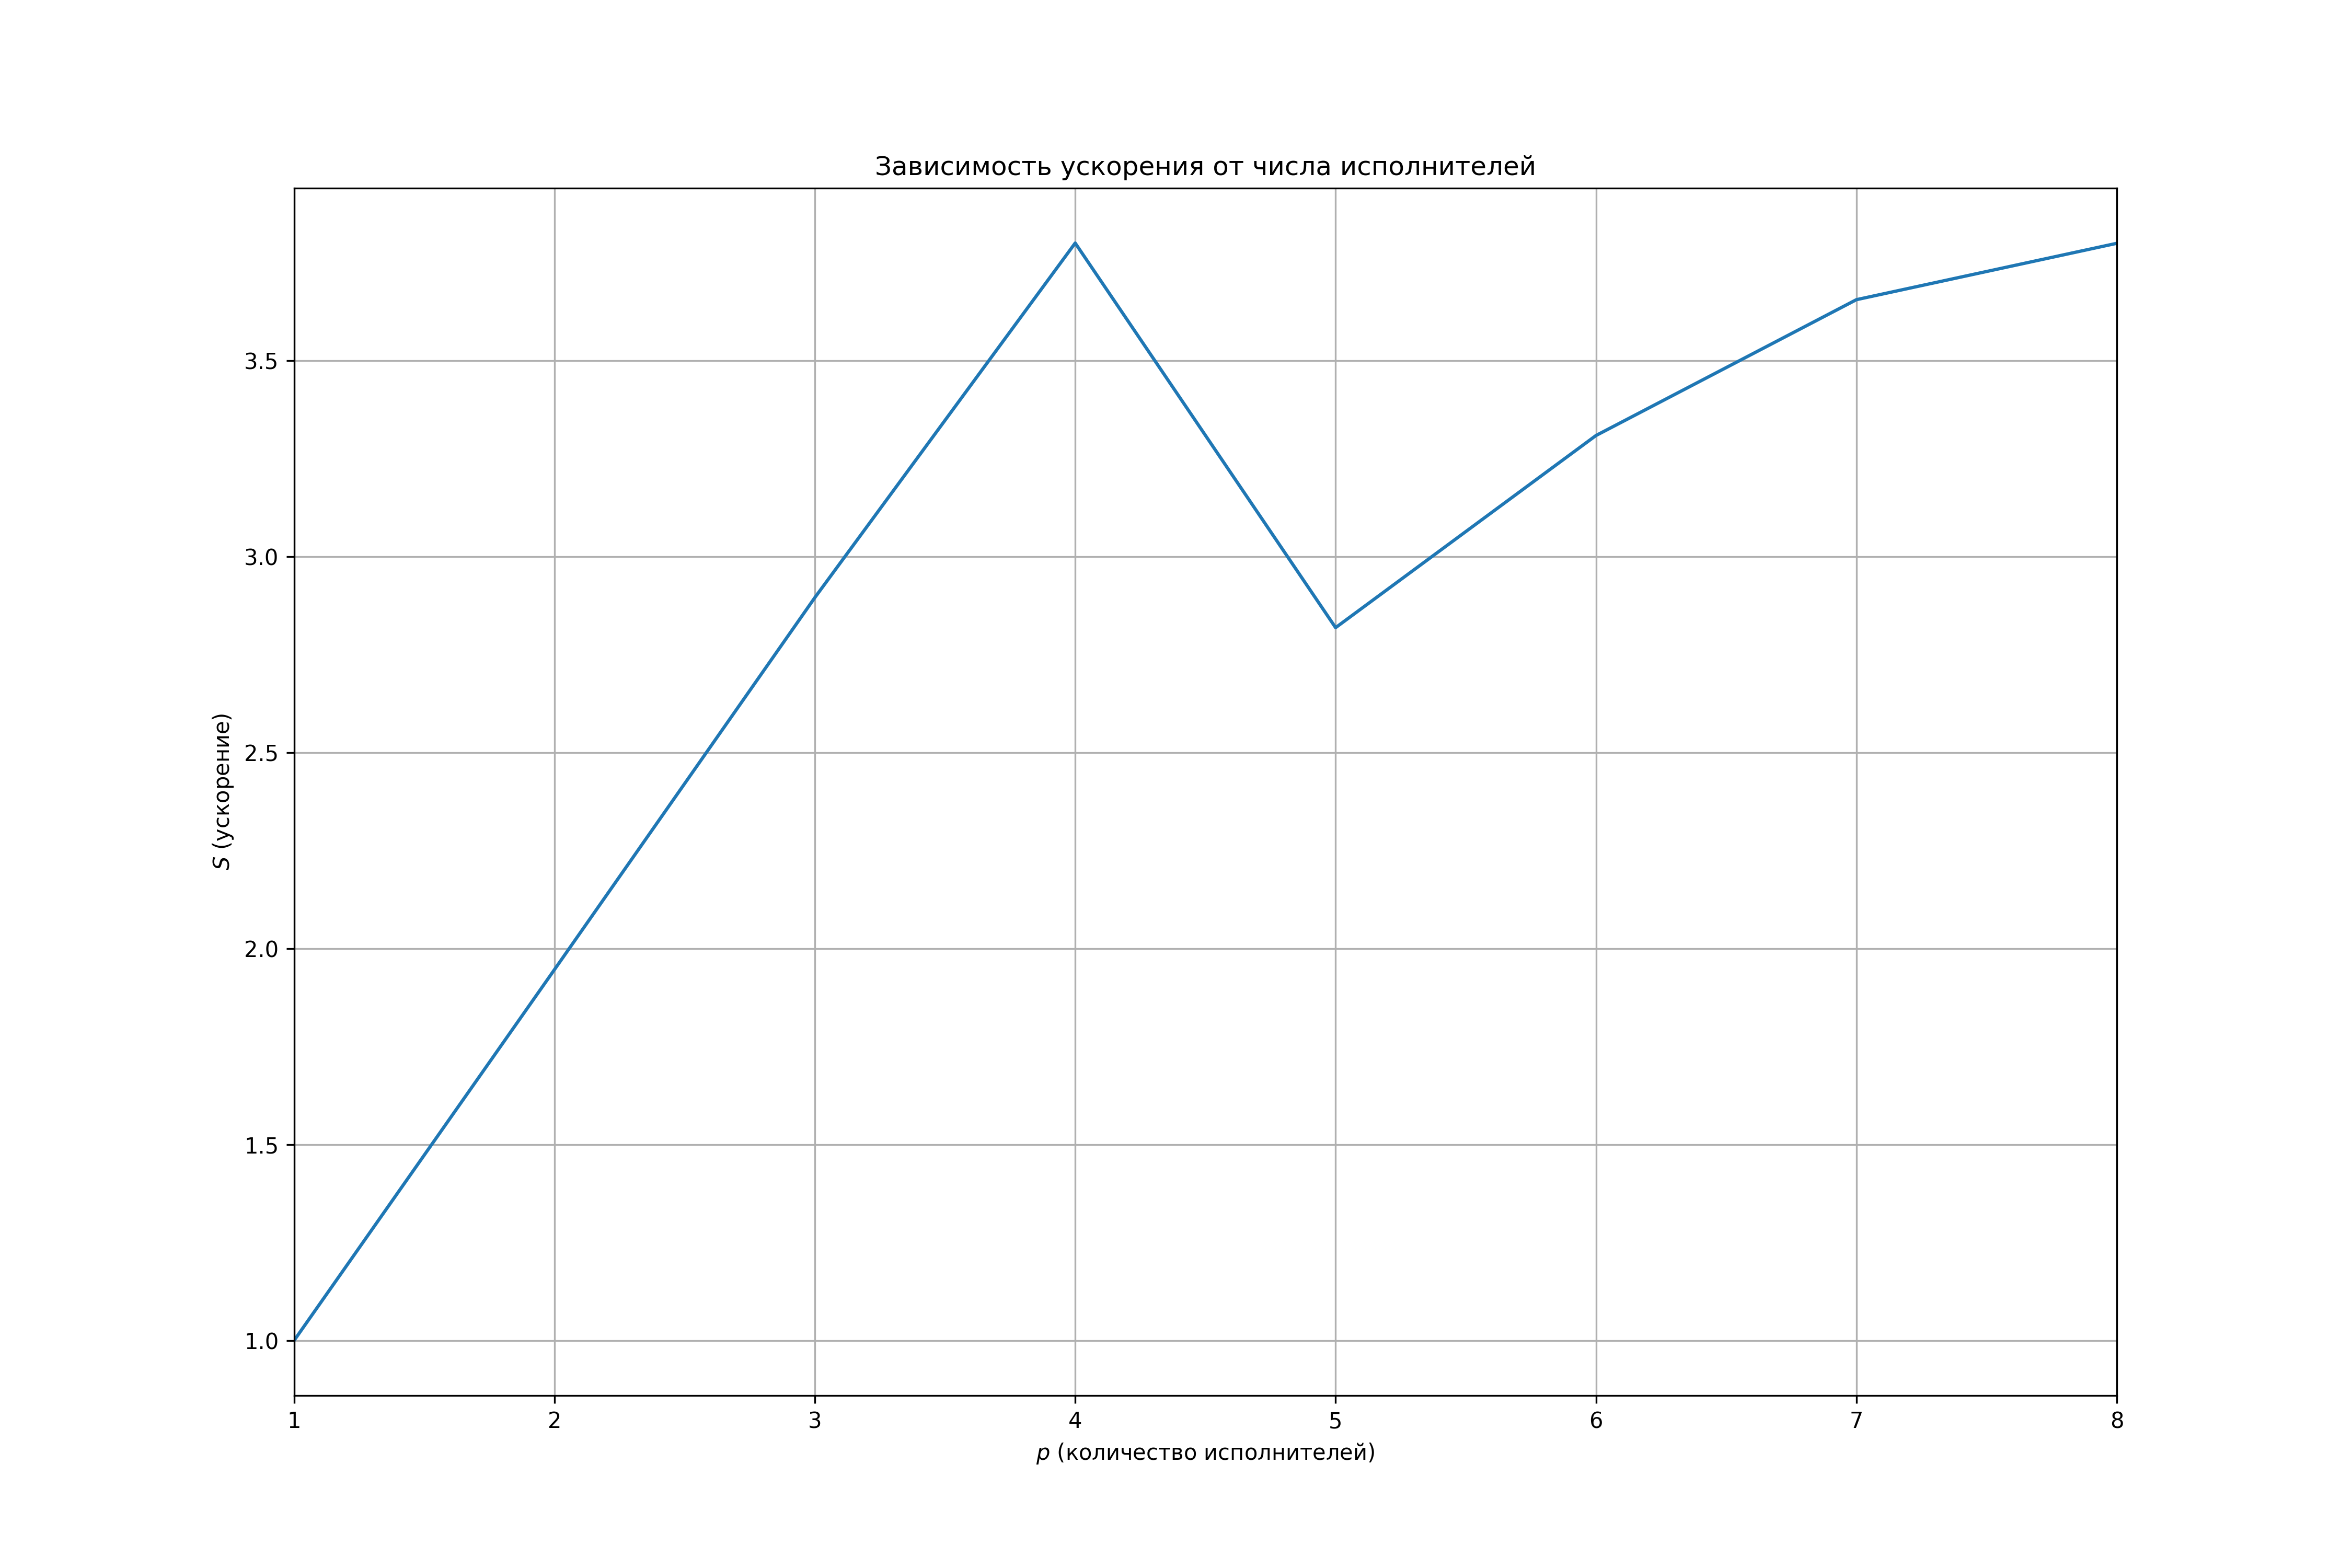 Зависимость ускорения от числа исполнителей
S (ускорение)
3.5
3.0
2.5
2.0
1.5
1.0
1 2 3 4 5 6 7 8
p (количество исполнителей)